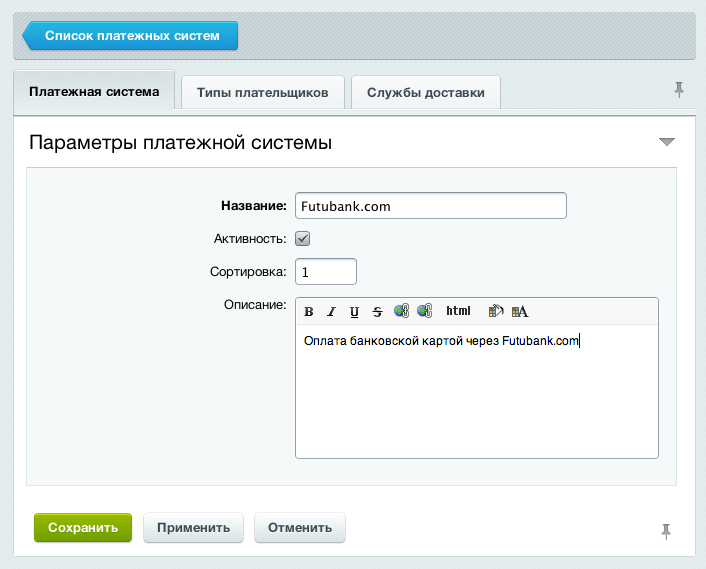 Список платежных систем
Платежная система
Типы плательщиков
Службы доставки
Параметры платежной системы
Название: Futubank.com
Активность:
Сортировка: 1
Описание:
B I U S html A
Оплата банковской картой через Futubank.com
Сохранить
Применить
Отменить